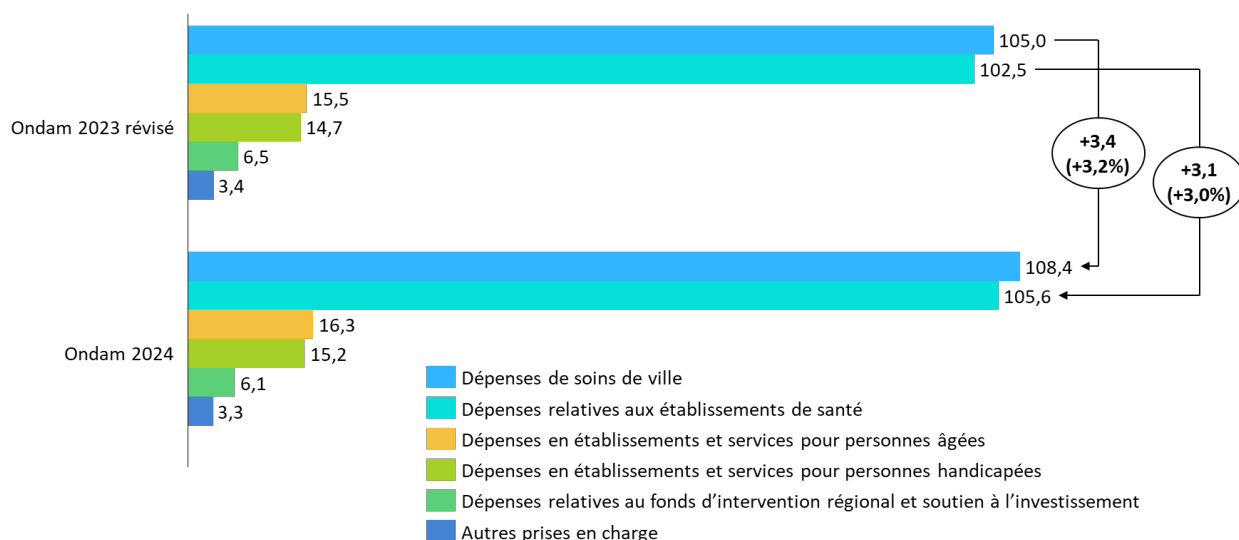 105,0
102,5
15,5
Ondam 2023 révisé
14,7
6,5
3,4
+3,4
(+3,2%)
+3,1
(+3,0%)
108,4
105,6
16,3
Ondam 2024
15,2
6,1
3,3
Dépenses de soins de ville
Dépenses relatives aux établissements de santé
Dépenses en établissements et services pour personnes âgées
Dépenses en établissements et services pour personnes handicapées
Dépenses relatives au fonds d’intervention régional et soutien à l’investissement
Autres prises en charge